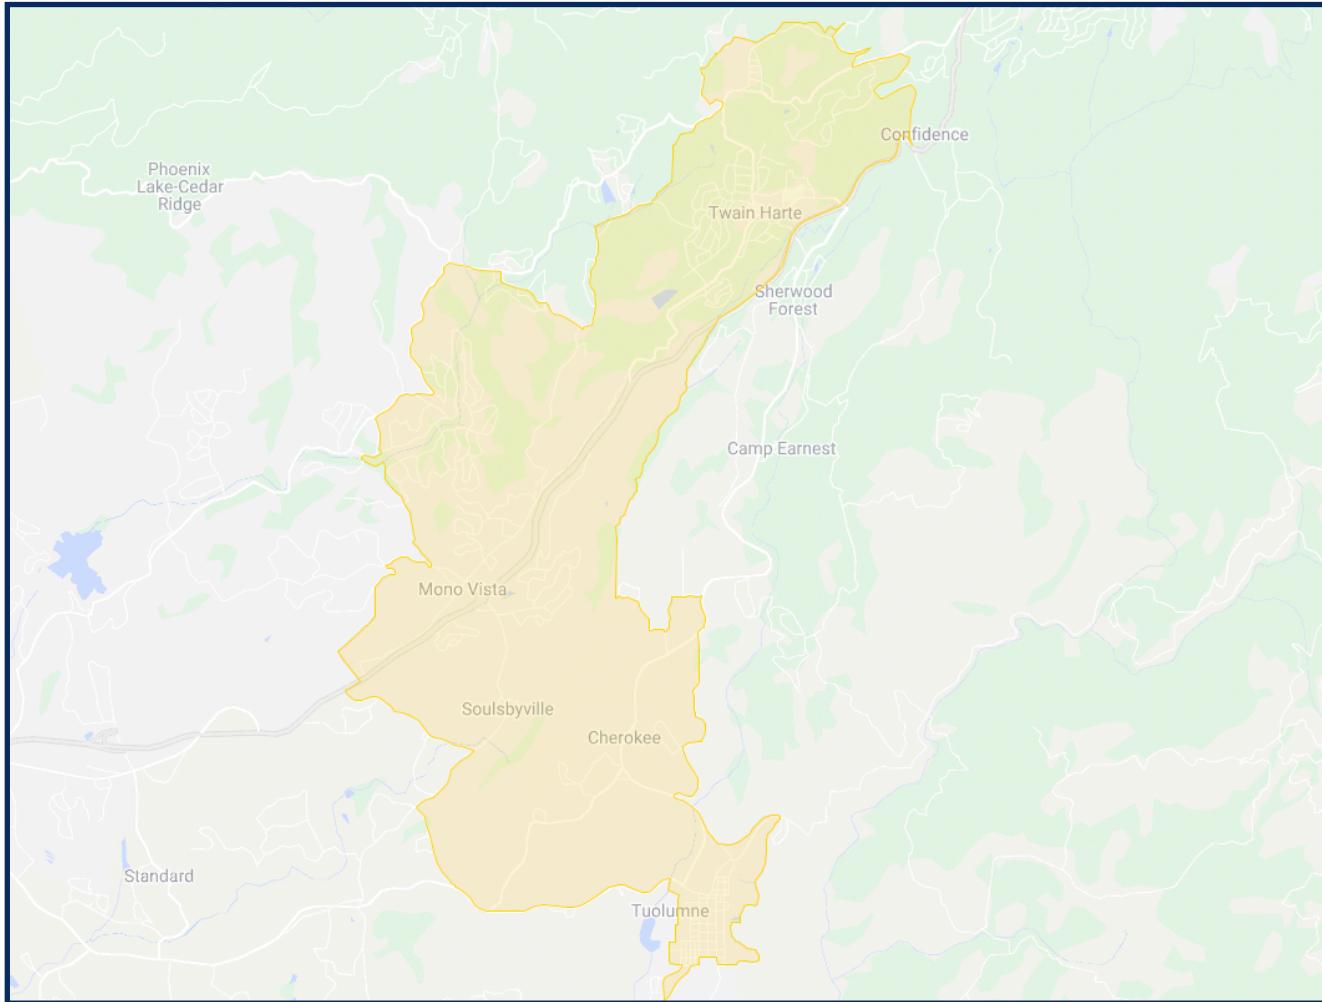 Confidence
Phoenix
Lake-Cedar
Ridge
Twain Harte
Sherwood
Forest
Camp Earnest
Mono Vista
Soulsbyville
Cherokee
Standard
Tuolumne